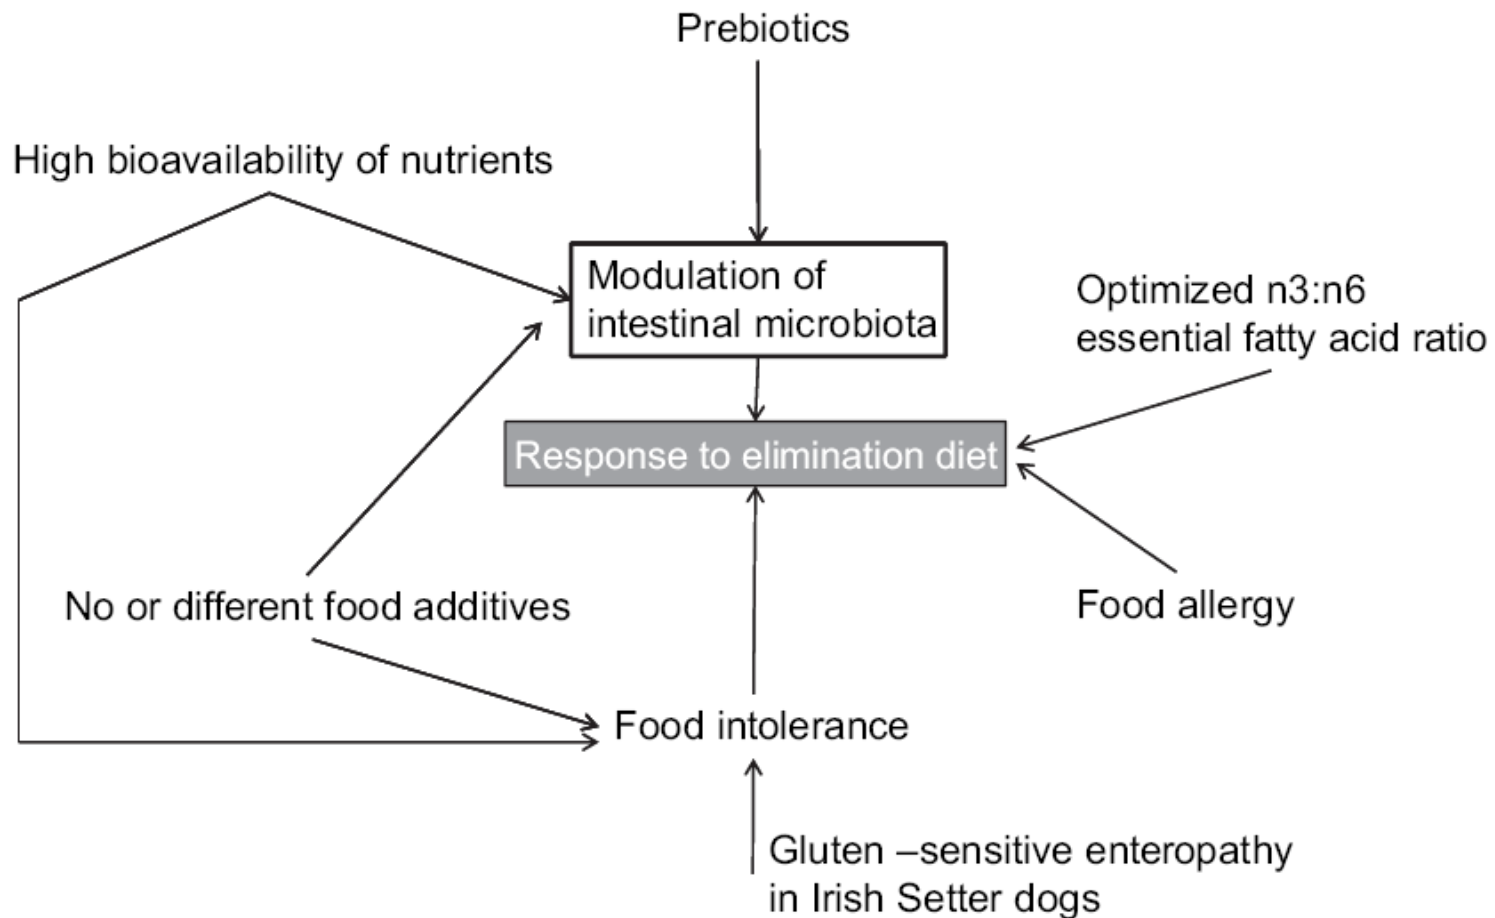 Prebiotics
High bioavailability of nutrients
Modulation of
intestinal microbiota
Optimized n3:n6
essential fatty acid ratio
Response to elimination diet
No or different food additives
Food allergy
Food intolerance
Gluten –sensitive enteropathy
in Irish Setter dogs